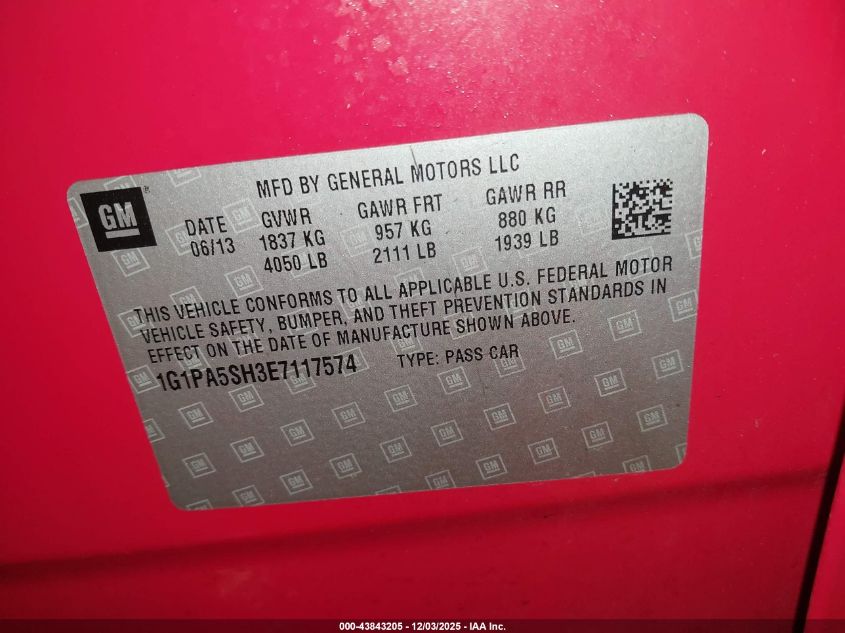 GM
MFD BY GENERAL MOTORS LLC
DATE GVWR GAWR FRT GAWR RR
06/13 1837 KG 957 KG 880 KG
4050 LB 2111 LB 1939 LB
THIS VEHICLE CONFORMS TO ALL APPLICABLE U.S. FEDERAL MOTOR
VEHICLE SAFETY, BUMPER, AND THEFT PREVENTION STANDARDS IN
EFFECT ON THE DATE OF MANUFACTURE SHOWN ABOVE.
1G1PA5SH3E7117574 TYPE: PASS CAR
000-43843205 - 12/03/2025 - IAA Inc.